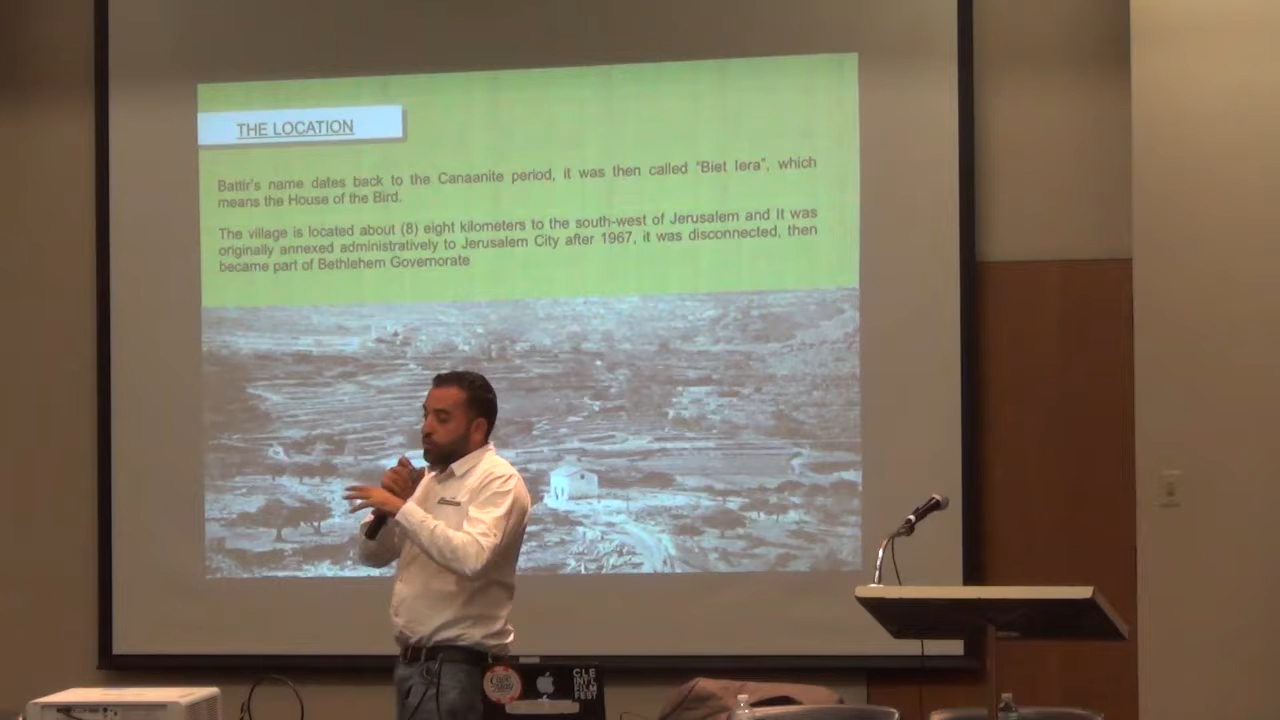 THE LOCATION
Battir's name dates back to the Canaanite period, it was then called "Biet Iera", which
means the House of the Bird.
The village is located about (8) eight kilometers to the south-west of Jerusalem and It was
originally annexed administratively to Jerusalem City after 1967, it was disconnected, then
became part of Bethlehem Governorate
CLE
INT'L
FILM
FEST